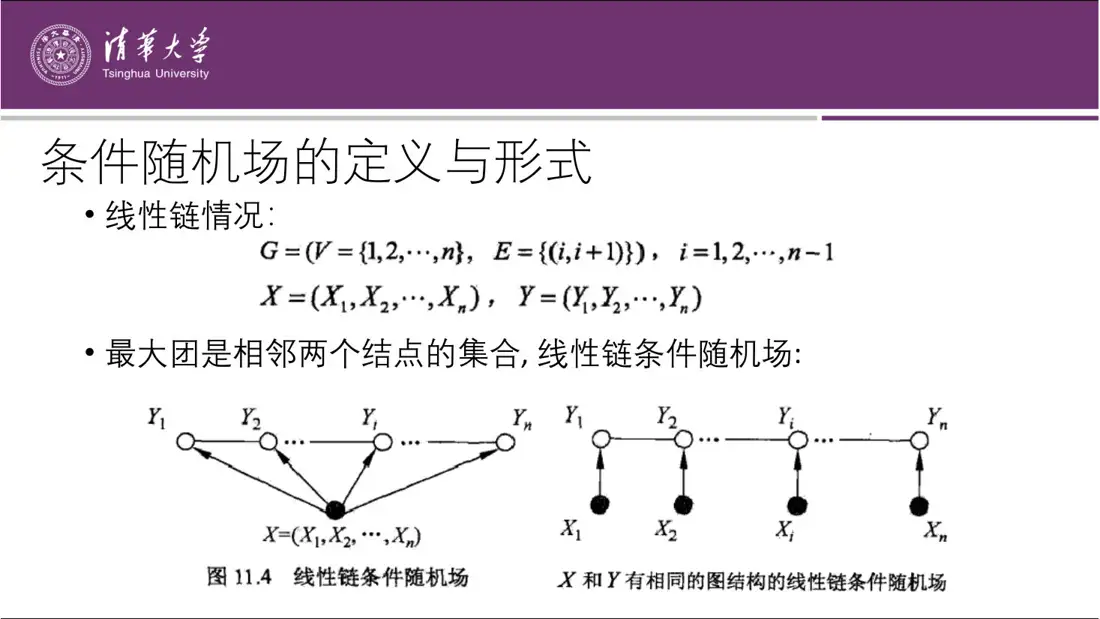 清华大学
Tsinghua University
条件随机场的定义与形式
• 线性链情况：
G=(V={1,2,⋯,n}, E={(i,i+1)})，i=1,2,⋯,n−1
X=(X₁,X₂,⋯,Xₙ)，Y=(Y₁,Y₂,⋯,Yₙ)
• 最大团是相邻两个结点的集合, 线性链条件随机场:
Y₁ Y₂ Yᵢ Yₙ
⋯ ⋯
X=(X₁,X₂,⋯,Xₙ)
图 11.4 线性链条件随机场
Y₁ Y₂ Yᵢ Yₙ
⋯ ⋯
X₁ X₂ Xᵢ Xₙ
X 和 Y 有相同的图结构的线性链条件随机场